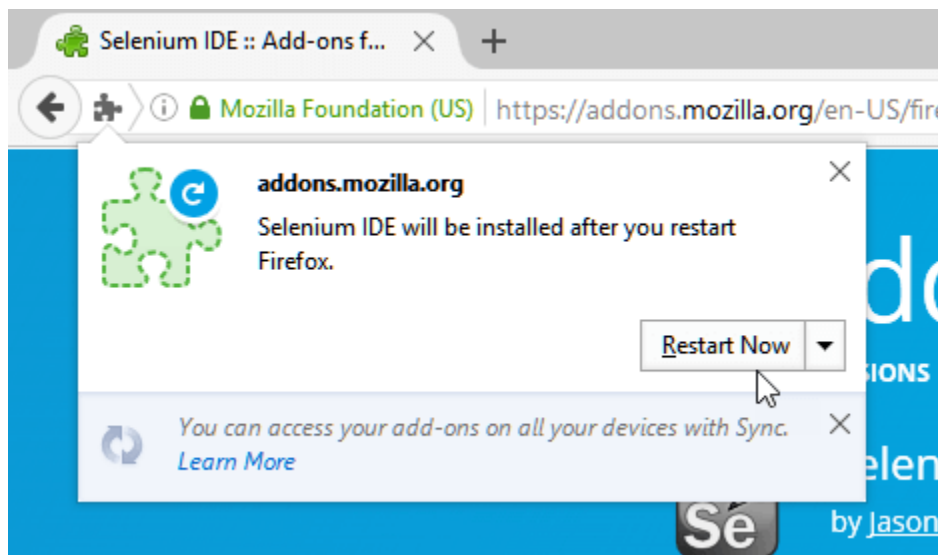 Selenium IDE :: Add-ons f...
Mozilla Foundation (US) https://addons.mozilla.org/en-US/fire
addons.mozilla.org
Selenium IDE will be installed after you restart
Firefox.
Restart Now
You can access your add-ons on all your devices with Sync.
Learn More
Se
by Jason